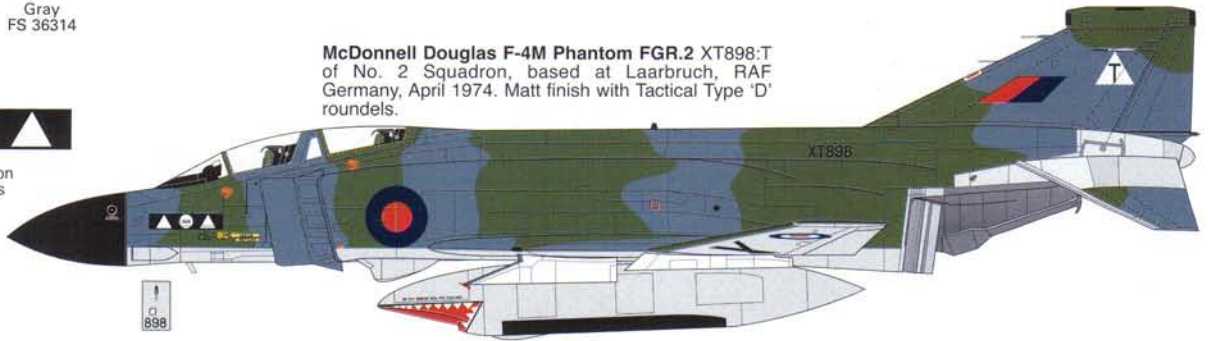 Gray
FS 36314
McDonnell Douglas F-4M Phantom FGR.2 XT898:T
of No. 2 Squadron, based at Laarbruch, RAF
Germany, April 1974. Matt finish with Tactical Type ‘D’
roundels.
T
XT898
898